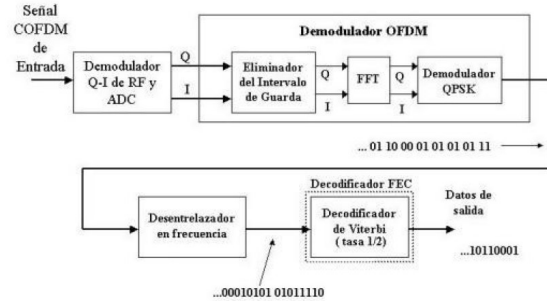 Señal
COFDM
de
Entrada
Demodulador
Q-I de RF y
ADC
Q
I
Demodulador OFDM
Eliminador
del Intervalo
de Guarda
Q
I
FFT
Q
I
Demodulador
QPSK
... 01 10 00 01 01 01 01 11
Desentrelazador
en frecuencia
...00010101 01011110
Decodificador FEC
Decodificador
de Viterbi
( tasa 1/2)
Datos de
salida
...10110001